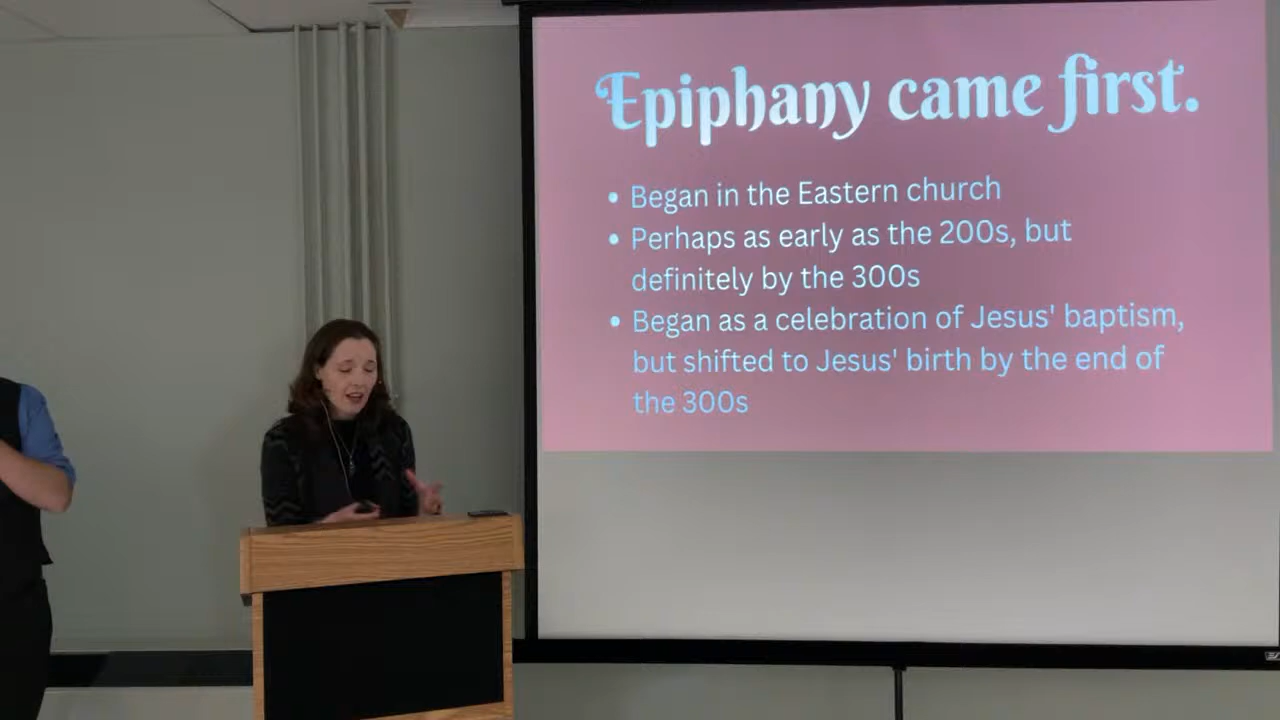 Epiphany came first.
• Began in the Eastern church
• Perhaps as early as the 200s, but
definitely by the 300s
• Began as a celebration of Jesus' baptism,
but shifted to Jesus' birth by the end of
the 300s